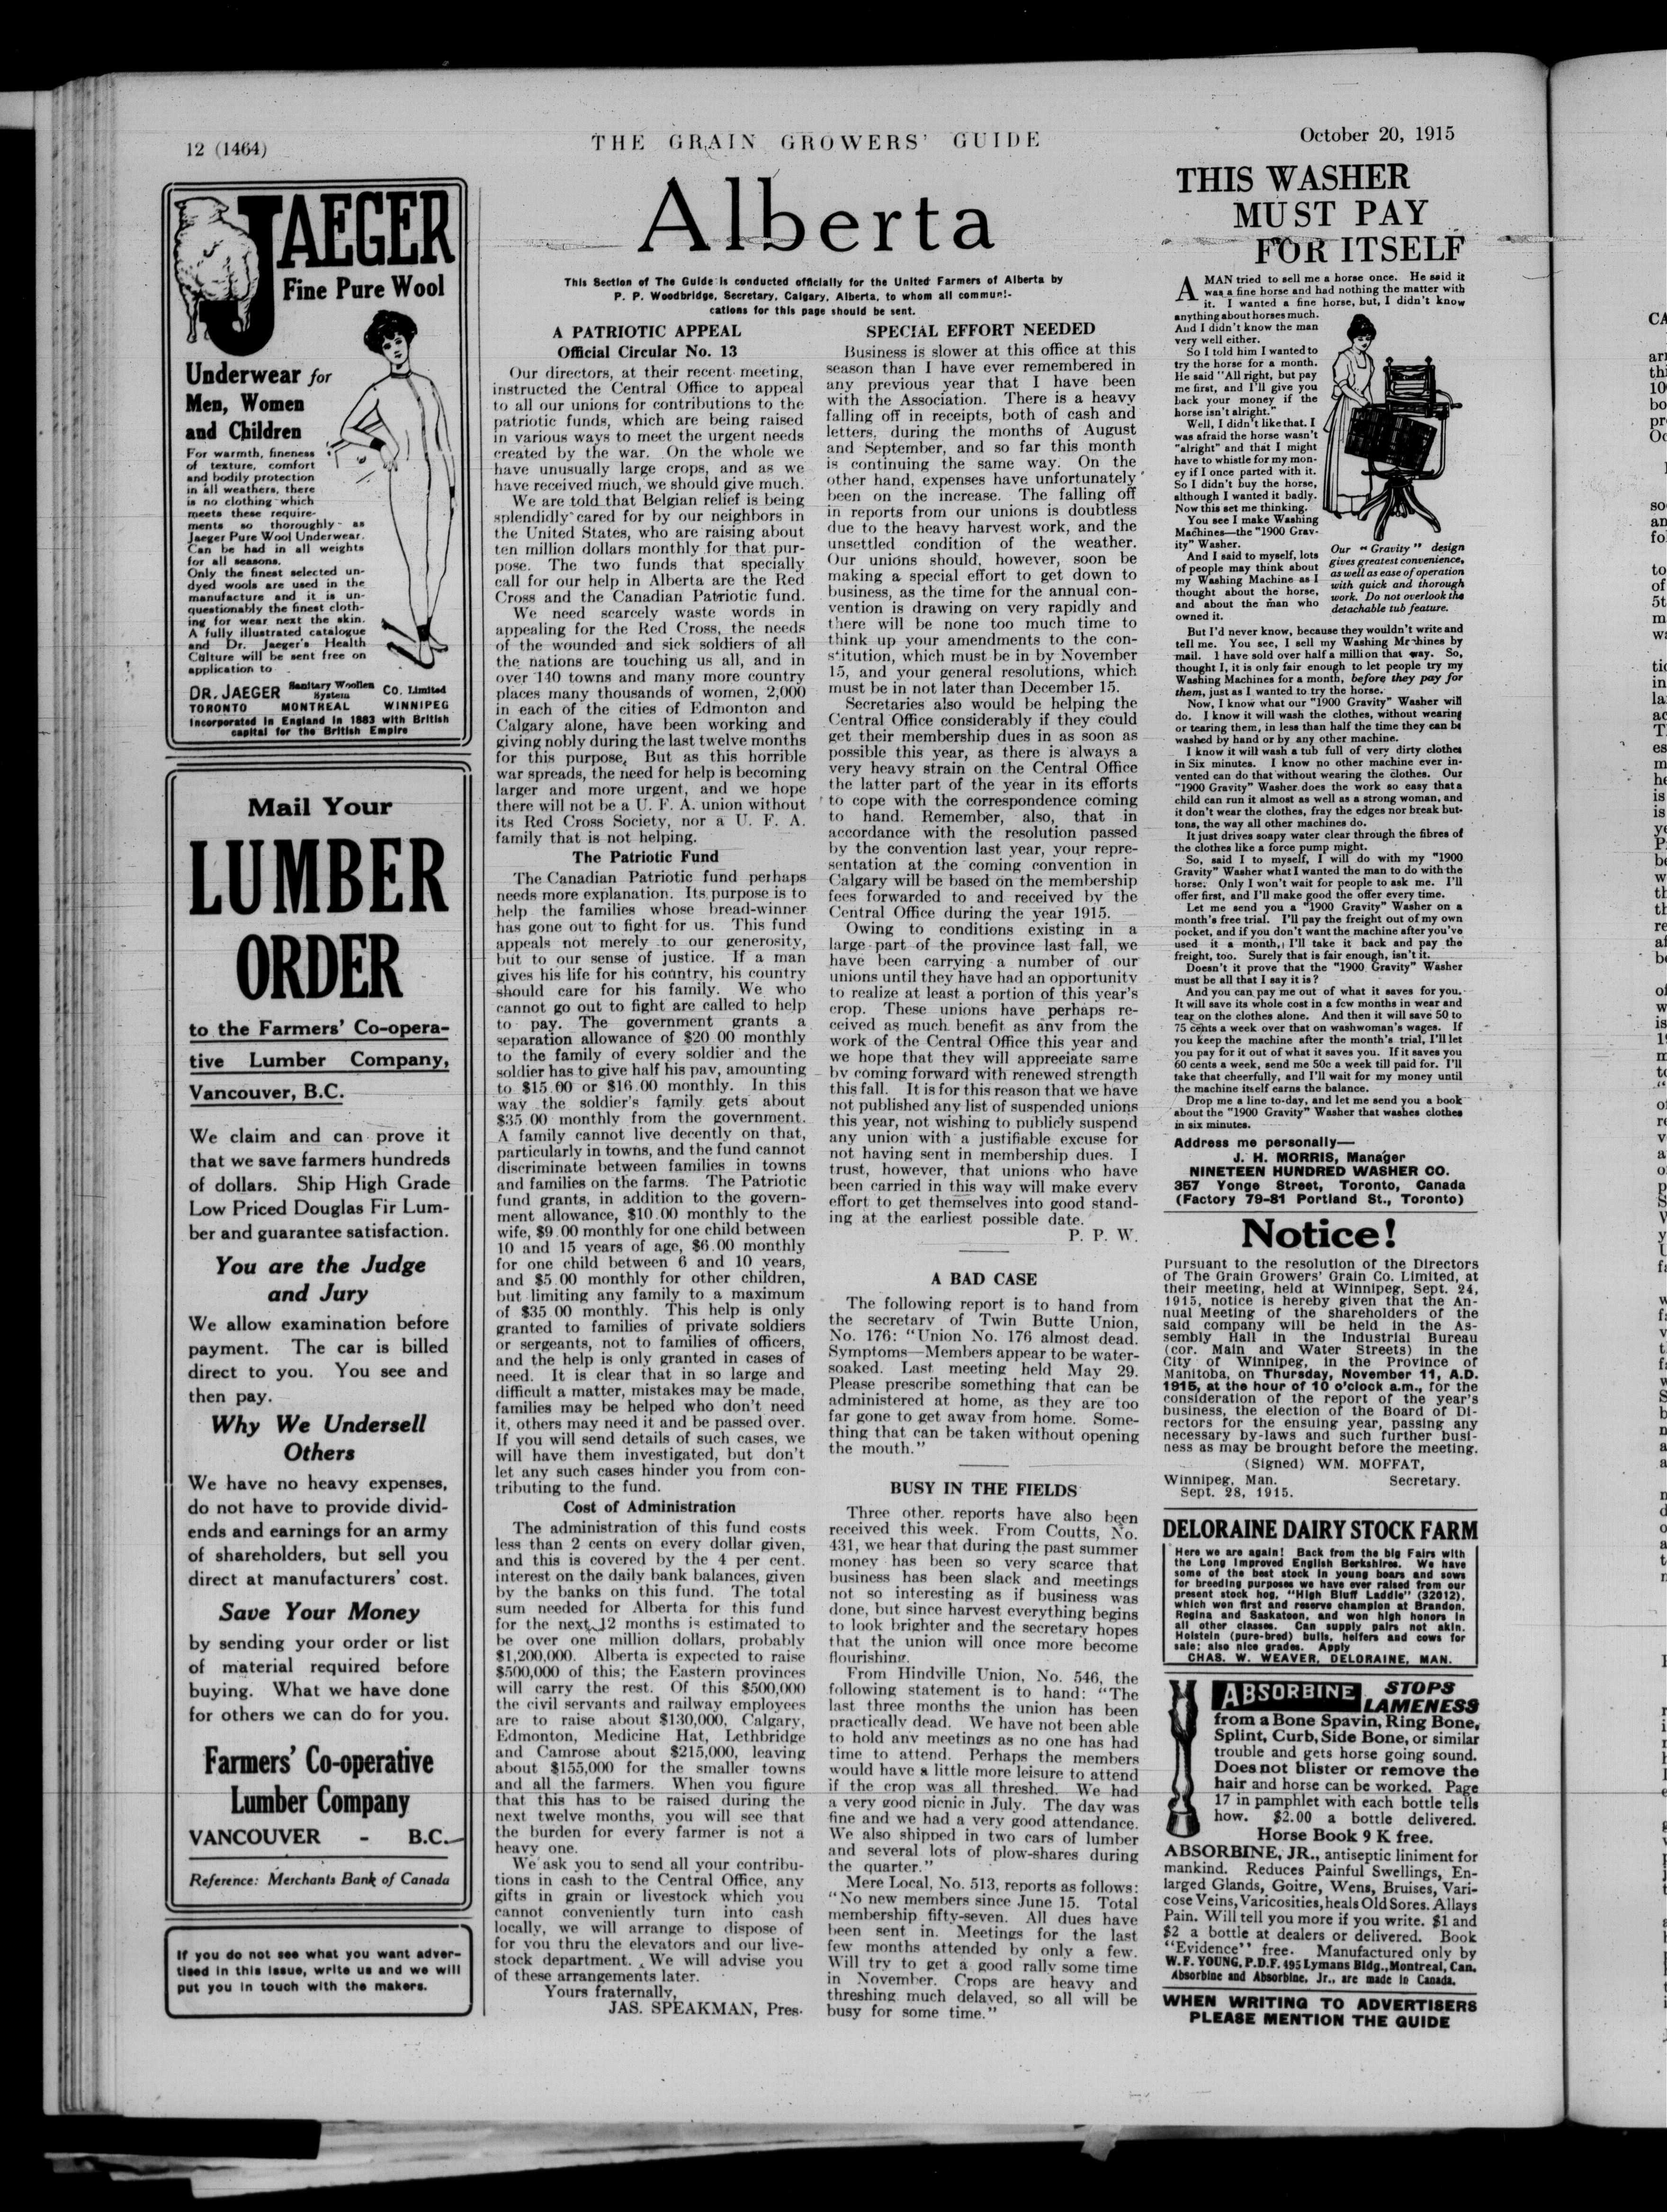 12 (1464)
THE GRAIN GROWERS' GUIDE
October 20, 1915
JAEGER
Fine Pure Wool
Underwear for
Men, Women
and Children
For warmth, fineness
of texture, comfort
and bodily protection
in all weathers, there
is no clothing which
meets these require-
ments so thoroughly as
Jaeger Pure Wool Underwear.
Can be had in all weights
for all seasons.
Only the finest selected un-
dyed wools are used in the
manufacture and it is un-
questionably the finest cloth-
ing for wear next the skin.
A fully illustrated catalogue
and Dr. Jaeger's Health
Culture will be sent free on
application to
DR. JAEGER Sanitary Woollen System CO. Limited
TORONTO MONTREAL WINNIPEG
Incorporated in England in 1883 with British
capital for the British Empire
Mail Your
LUMBER
ORDER
to the Farmers' Co-opera-
tive Lumber Company,
Vancouver, B.C.
We claim and can prove it
that we save farmers hundreds
of dollars. Ship High Grade
Low Priced Douglas Fir Lum-
ber and guarantee satisfaction.
You are the Judge
and Jury
We allow examination before
payment. The car is billed
direct to you. You see and
then pay.
Why We Undersell
Others
We have no heavy expenses,
do not have to provide divid-
ends and earnings for an army
of shareholders, but sell you
direct at manufacturers' cost.
Save Your Money
by sending your order or list
of material required before
buying. What we have done
for others we can do for you.
Farmers' Co-operative
Lumber Company
VANCOUVER - B.C.
Reference: Merchants Bank of Canada
If you do not see what you want adver-
tised in this issue, write us and we will
put you in touch with the makers.
Alberta
This Section of The Guide is conducted officially for the United Farmers of Alberta by
P. P. Woodbridge, Secretary, Calgary, Alberta, to whom all communi-
cations for this page should be sent.
A PATRIOTIC APPEAL
Official Circular No. 13
Our directors, at their recent meeting,
instructed the Central Office to appeal
to all our unions for contributions to the
patriotic funds, which are being raised
in various ways to meet the urgent needs
created by the war. On the whole we
have unusually large crops, and as we
have received much, we should give much.
We are told that Belgian relief is being
splendidly cared for by our neighbors in
the United States, who are raising about
ten million dollars monthly for that pur-
pose. The two funds that specially
call for our help in Alberta are the Red
Cross and the Canadian Patriotic fund.
We need scarcely waste words in
appealing for the Red Cross, the needs
of the wounded and sick soldiers of all
the nations are touching us all, and in
over 140 towns and many more country
places many thousands of women, 2,000
in each of the cities of Edmonton and
Calgary alone, have been working and
giving nobly during the last twelve months
for this purpose. But as this horrible
war spreads, the need for help is becoming
larger and more urgent, and we hope
there will not be a U. F. A. union without
its Red Cross Society, nor a U. F. A.
family that is not helping.
The Patriotic Fund
The Canadian Patriotic fund perhaps
needs more explanation. Its purpose is to
help the families whose bread-winner
has gone out to fight for us. This fund
appeals not merely to our generosity,
but to our sense of justice. If a man
gives his life for his country, his country
should care for his family. We who
cannot go out to fight are called to help
to pay. The government grants a
separation allowance of $20 00 monthly
to the family of every soldier and the
soldier has to give half his pay, amounting
to $15.00 or $16.00 monthly. In this
way the soldier's family gets about
$35 00 monthly from the government.
A family cannot live decently on that,
particularly in towns, and the fund cannot
discriminate between families in towns
and families on the farms. The Patriotic
fund grants, in addition to the govern-
ment allowance, $10.00 monthly to the
wife, $9.00 monthly for one child between
10 and 15 years of age, $6.00 monthly
for one child between 6 and 10 years,
and $5.00 monthly for other children,
but limiting any family to a maximum
of $35 00 monthly. This help is only
granted to families of private soldiers
or sergeants, not to families of officers,
and the help is only granted in cases of
need. It is clear that in so large and
difficult a matter, mistakes may be made,
families may be helped who don't need
it, others may need it and be passed over.
If you will send details of such cases, we
will have them investigated, but don't
let any such cases hinder you from con-
tributing to the fund.
Cost of Administration
The administration of this fund costs
less than 2 cents on every dollar given,
and this is covered by the 4 per cent.
interest on the daily bank balances, given
by the banks on this fund. The total
sum needed for Alberta for this fund
for the next 12 months is estimated to
be over one million dollars, probably
$1,200,000. Alberta is expected to raise
$500,000 of this; the Eastern provinces
will carry the rest. Of this $500,000
the civil servants and railway employees
are to raise about $130,000, Calgary,
Edmonton, Medicine Hat, Lethbridge
and Camrose about $215,000, leaving
about $155,000 for the smaller towns
and all the farmers. When you figure
that this has to be raised during the
next twelve months, you will see that
the burden for every farmer is not a
heavy one.
We ask you to send all your contribu-
tions in cash to the Central Office, any
gifts in grain or livestock which you
cannot conveniently turn into cash
locally, we will arrange to dispose of
for you thru the elevators and our live-
stock department. We will advise you
of these arrangements later.
Yours fraternally,
JAS. SPEAKMAN, Pres.
SPECIAL EFFORT NEEDED
Business is slower at this office at this
season than I have ever remembered in
any previous year that I have been
with the Association. There is a heavy
falling off in receipts, both of cash and
letters, during the months of August
and September, and so far this month
is continuing the same way. On the
other hand, expenses have unfortunately
been on the increase. The falling off
in reports from our unions is doubtless
due to the heavy harvest work, and the
unsettled condition of the weather.
Our unions should, however, soon be
making a special effort to get down to
business, as the time for the annual con-
vention is drawing on very rapidly and
there will be none too much time to
think up your amendments to the con-
stitution, which must be in by November
15, and your general resolutions, which
must be in not later than December 15.
Secretaries also would be helping the
Central Office considerably if they could
get their membership dues in as soon as
possible this year, as there is always a
very heavy strain on the Central Office
the latter part of the year in its efforts
to cope with the correspondence coming
to hand. Remember, also, that in
accordance with the resolution passed
by the convention last year, your repre-
sentation at the coming convention in
Calgary will be based on the membership
fees forwarded to and received by the
Central Office during the year 1915.
Owing to conditions existing in a
large part of the province last fall, we
have been carrying a number of our
unions until they have had an opportunity
to realize at least a portion of this year's
crop. These unions have perhaps re-
ceived as much benefit as any from the
work of the Central Office this year and
we hope that they will appreciate same
by coming forward with renewed strength
this fall. It is for this reason that we have
not published any list of suspended unions
this year, not wishing to publicly suspend
any union with a justifiable excuse for
not having sent in membership dues. I
trust, however, that unions who have
been carried in this way will make every
effort to get themselves into good stand-
ing at the earliest possible date.
P. P. W.
A BAD CASE
The following report is to hand from
the secretary of Twin Butte Union,
No. 176: "Union No. 176 almost dead.
Symptoms—Members appear to be water-
soaked. Last meeting held May 29.
Please prescribe something that can be
administered at home, as they are too
far gone to get away from home. Some-
thing that can be taken without opening
the mouth."
BUSY IN THE FIELDS
Three other reports have also been
received this week. From Coutts, No.
431, we hear that during the past summer
money has been so very scarce that
business has been slack and meetings
not so interesting as if business was
done, but since harvest everything begins
to look brighter and the secretary hopes
that the union will once more become
flourishing.
From Hindville Union, No. 546, the
following statement is to hand: "The
last three months the union has been
practically dead. We have not been able
to hold any meetings as no one has had
time to attend. Perhaps the members
would have a little more leisure to attend
if the crop was all threshed. We had
a very good picnic in July. The day was
fine and we had a very good attendance.
We also shipped in two cars of lumber
and several lots of plow-shares during
the quarter."
Mere Local, No. 513, reports as follows:
"No new members since June 15. Total
membership fifty-seven. All dues have
been sent in. Meetings for the last
few months attended by only a few.
Will try to get a good rally some time
in November. Crops are heavy and
threshing much delayed, so all will be
busy for some time."
THIS WASHER
MUST PAY
FOR ITSELF
A MAN tried to sell me a horse once. He said it
was a fine horse and had nothing the matter with
it. I wanted a fine horse, but, I didn't know
anything about horses much.
And I didn't know the man
very well either.
So I told him I wanted to
try the horse for a month.
He said "All right, but pay
me first, and I'll give you
back your money if the
horse isn't alright."
Well, I didn't like that. I
was afraid the horse wasn't
"alright" and that I might
have to whistle for my mon-
ey if I once parted with it.
So I didn't buy the horse,
although I wanted it badly.
Now this set me thinking.
You see I make Washing
Machines—the "1900 Grav-
ity" Washer.
And I said to myself, lots
of people may think about
my Washing Machine as I
thought about the horse,
and about the man who
owned it.
Our "Gravity" design
gives greatest convenience,
as well as ease of operation
with quick and thorough
work. Do not overlook the
detachable tub feature.
But I'd never know, because they wouldn't write and
tell me. You see, I sell my Washing Machines by
mail. I have sold over half a million that way. So,
thought I, it is only fair enough to let people try my
Washing Machines for a month, before they pay for
them, just as I wanted to try the horse.
Now, I know what our "1900 Gravity" Washer will
do. I know it will wash the clothes, without wearing
or tearing them, in less than half the time they can be
washed by hand or by any other machine.
I know it will wash a tub full of very dirty clothes
in Six minutes. I know no other machine ever in-
vented can do that without wearing the clothes. Our
"1900 Gravity" Washer does the work so easy that a
child can run it almost as well as a strong woman, and
it don't wear the clothes, fray the edges nor break but-
tons, the way all other machines do.
It just drives soapy water clear through the fibres of
the clothes like a force pump might.
So, said I to myself, I will do with my "1900
Gravity" Washer what I wanted the man to do with the
horse. Only I won't wait for people to ask me. I'll
offer first, and I'll make good the offer every time.
Let me send you a "1900 Gravity" Washer on a
month's free trial. I'll pay the freight out of my own
pocket, and if you don't want the machine after you've
used it a month, I'll take it back and pay the
freight, too. Surely that is fair enough, isn't it.
Doesn't it prove that the "1900 Gravity" Washer
must be all that I say it is?
And you can pay me out of what it saves for you.
It will save its whole cost in a few months in wear and
tear on the clothes alone. And then it will save 50 to
75 cents a week over that on washwoman's wages. If
you keep the machine after the month's trial, I'll let
you pay for it out of what it saves you. If it saves you
60 cents a week, send me 50c a week till paid for. I'll
take that cheerfully, and I'll wait for my money until
the machine itself earns the balance.
Drop me a line to-day, and let me send you a book
about the "1900 Gravity" Washer that washes clothes
in six minutes.
Address me personally—
J. H. MORRIS, Manager
NINETEEN HUNDRED WASHER CO.
357 Yonge Street, Toronto, Canada
(Factory 79-81 Portland St., Toronto)
Notice!
Pursuant to the resolution of the Directors
of The Grain Growers' Grain Co. Limited, at
their meeting, held at Winnipeg, Sept. 24,
1915, notice is hereby given that the An-
nual Meeting of the shareholders of the
said company will be held in the As-
sembly Hall in the Industrial Bureau
(cor. Main and Water Streets) in the
City of Winnipeg, in the Province of
Manitoba, on Thursday, November 11, A.D.
1915, at the hour of 10 o'clock a.m., for the
consideration of the report of the year's
business, the election of the Board of Di-
rectors for the ensuing year, passing any
necessary by-laws and such further busi-
ness as may be brought before the meeting.
(Signed) WM. MOFFAT,
Winnipeg, Man. Secretary.
Sept. 28, 1915.
DELORAINE DAIRY STOCK FARM
Here we are again! Back from the big Fairs with
the Long Improved English Berkshires. We have
some of the best stock in young boars and sows
for breeding purposes we have ever raised from our
present stock hog, "High Bluff Laddie" (32012),
which won first and reserve champion at Brandon,
Regina and Saskatoon, and won high honors in
all other classes. Can supply pairs not akin.
Holstein (pure-bred) bulls, heifers and cows for
sale; also nice grades. Apply
CHAS. W. WEAVER, DELORAINE, MAN.
ABSORBINE STOPS
LAMENESS
from a Bone Spavin, Ring Bone,
Splint, Curb, Side Bone, or similar
trouble and gets horse going sound.
Does not blister or remove the
hair and horse can be worked. Page
17 in pamphlet with each bottle tells
how. $2.00 a bottle delivered.
Horse Book 9 K free.
ABSORBINE, JR., antiseptic liniment for
mankind. Reduces Painful Swellings, En-
larged Glands, Goitre, Wens, Bruises, Vari-
cose Veins, Varicosities, heals Old Sores. Allays
Pain. Will tell you more if you write. $1 and
$2 a bottle at dealers or delivered. Book
"Evidence" free. Manufactured only by
W. F. YOUNG, P.D.F. 495 Lymans Bldg., Montreal, Can.
Absorbine and Absorbine, Jr., are made in Canada.
WHEN WRITING TO ADVERTISERS
PLEASE MENTION THE GUIDE